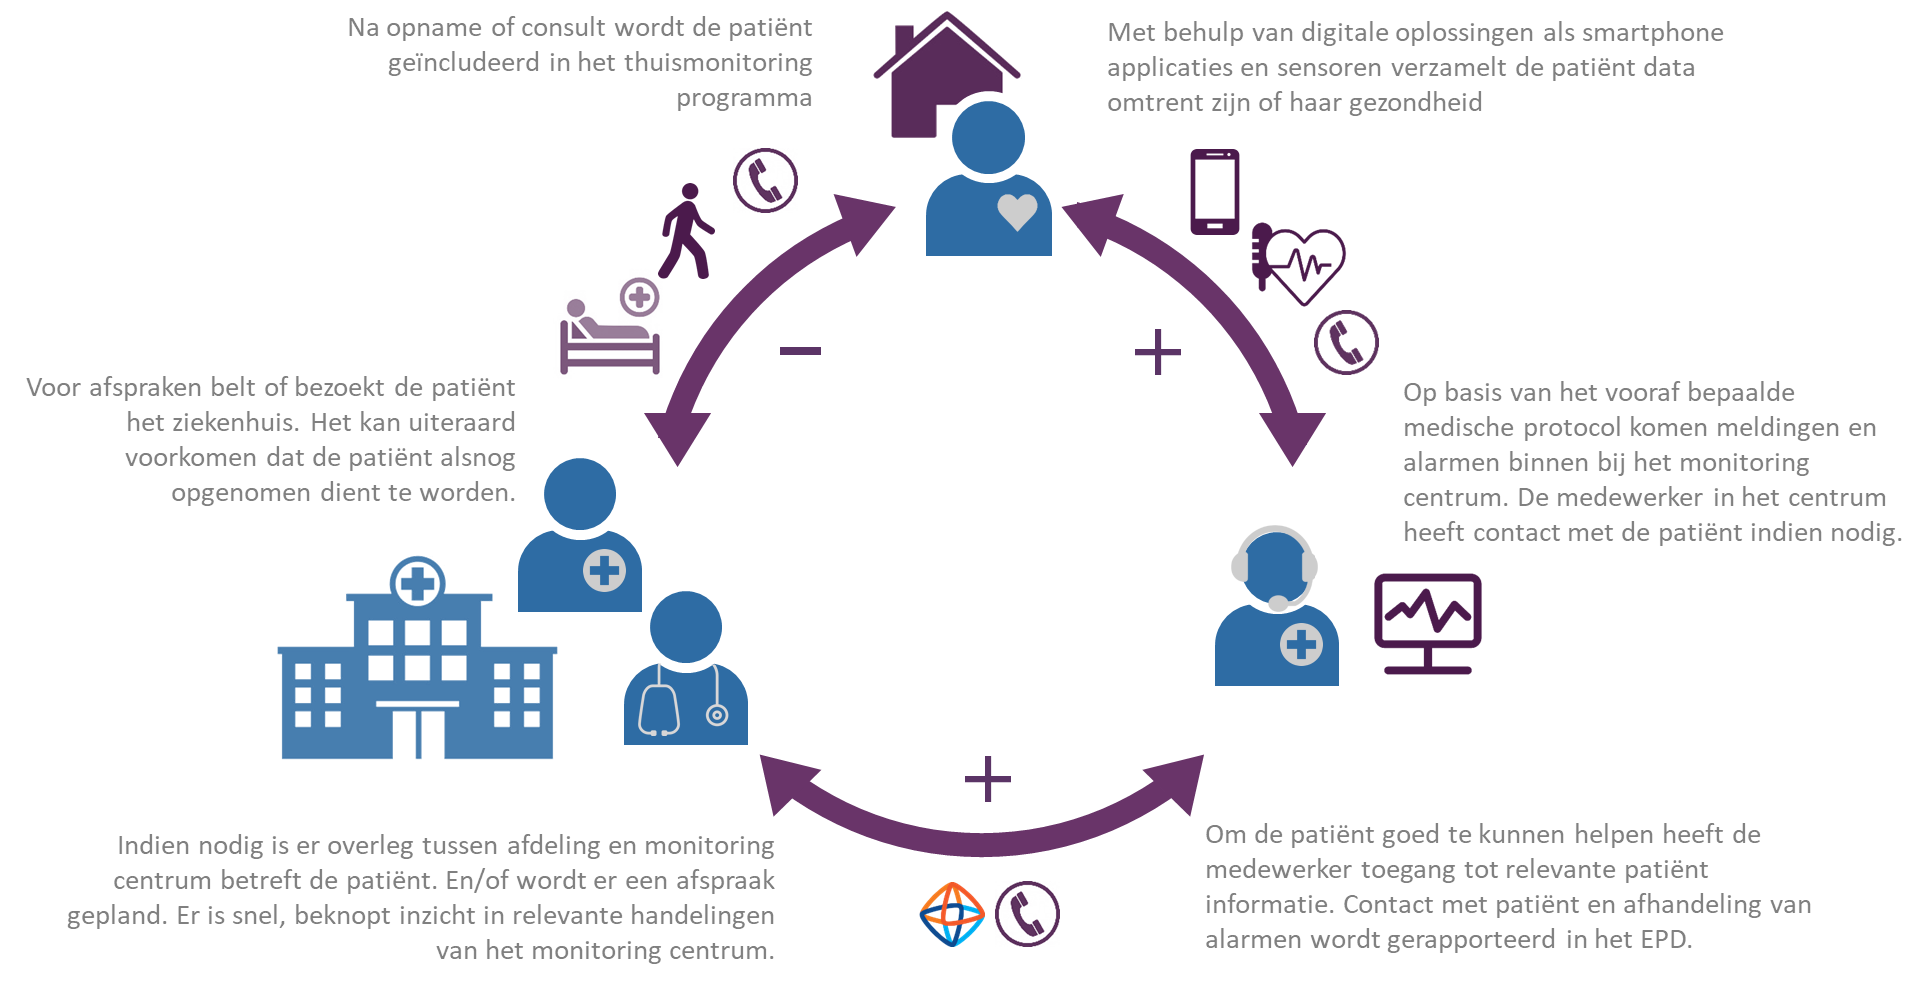 Na opname of consult wordt de patiënt
geïncludeerd in het thuismonitoring
programma
Met behulp van digitale oplossingen als smartphone
applicaties en sensoren verzamelt de patiënt data
omtrent zijn of haar gezondheid
Voor afspraken belt of bezoekt de patiënt
het ziekenhuis. Het kan uiteraard
voorkomen dat de patiënt alsnog
opgenomen dient te worden.
Op basis van het vooraf bepaalde
medische protocol komen meldingen en
alarmen binnen bij het monitoring
centrum. De medewerker in het centrum
heeft contact met de patiënt indien nodig.
Indien nodig is er overleg tussen afdeling en monitoring
centrum betreft de patiënt. En/of wordt er een afspraak
gepland. Er is snel, beknopt inzicht in relevante handelingen
van het monitoring centrum.
Om de patiënt goed te kunnen helpen heeft de
medewerker toegang tot relevante patiënt
informatie. Contact met patiënt en afhandeling van
alarmen wordt gerapporteerd in het EPD.